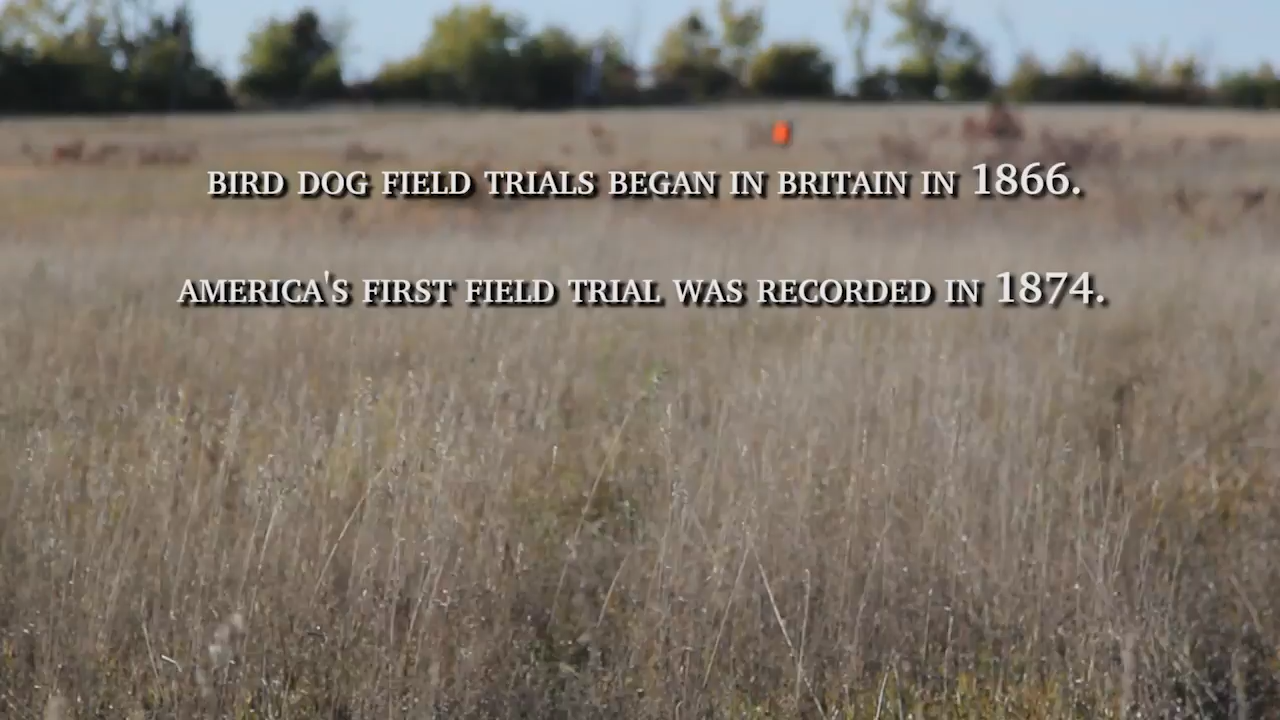 BIRD DOG FIELD TRIALS BEGAN IN BRITAIN IN 1866.
AMERICA'S FIRST FIELD TRIAL WAS RECORDED IN 1874.